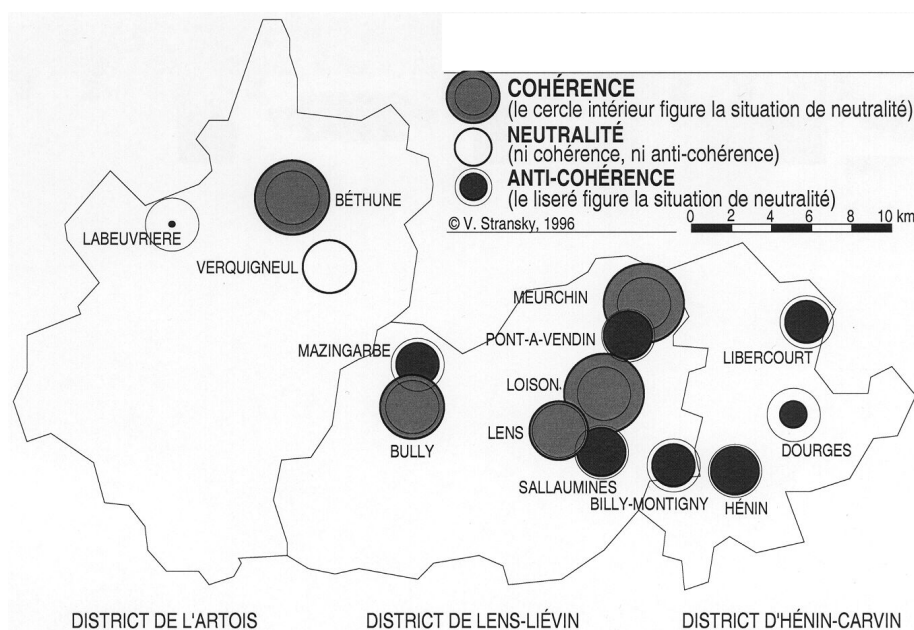 COHÉRENCE
(le cercle intérieur figure la situation de neutralité)
NEUTRALITÉ
(ni cohérence, ni anti-cohérence)
ANTI-COHÉRENCE
(le liseré figure la situation de neutralité)
© V. Stransky, 1996
0 2 4 6 8 10 km
BÉTHUNE
LABEUVRIERE
VERQUIGNEUL
MEURCHIN
MAZINGARBE
PONT-A-VENDIN
LIBERCOURT
LOISON
LENS
BULLY
DOURGES
SALLAUMINES
BILLY-MONTIGNY
HÉNIN
DISTRICT DE L'ARTOIS
DISTRICT DE LENS-LIÉVIN
DISTRICT D'HÉNIN-CARVIN